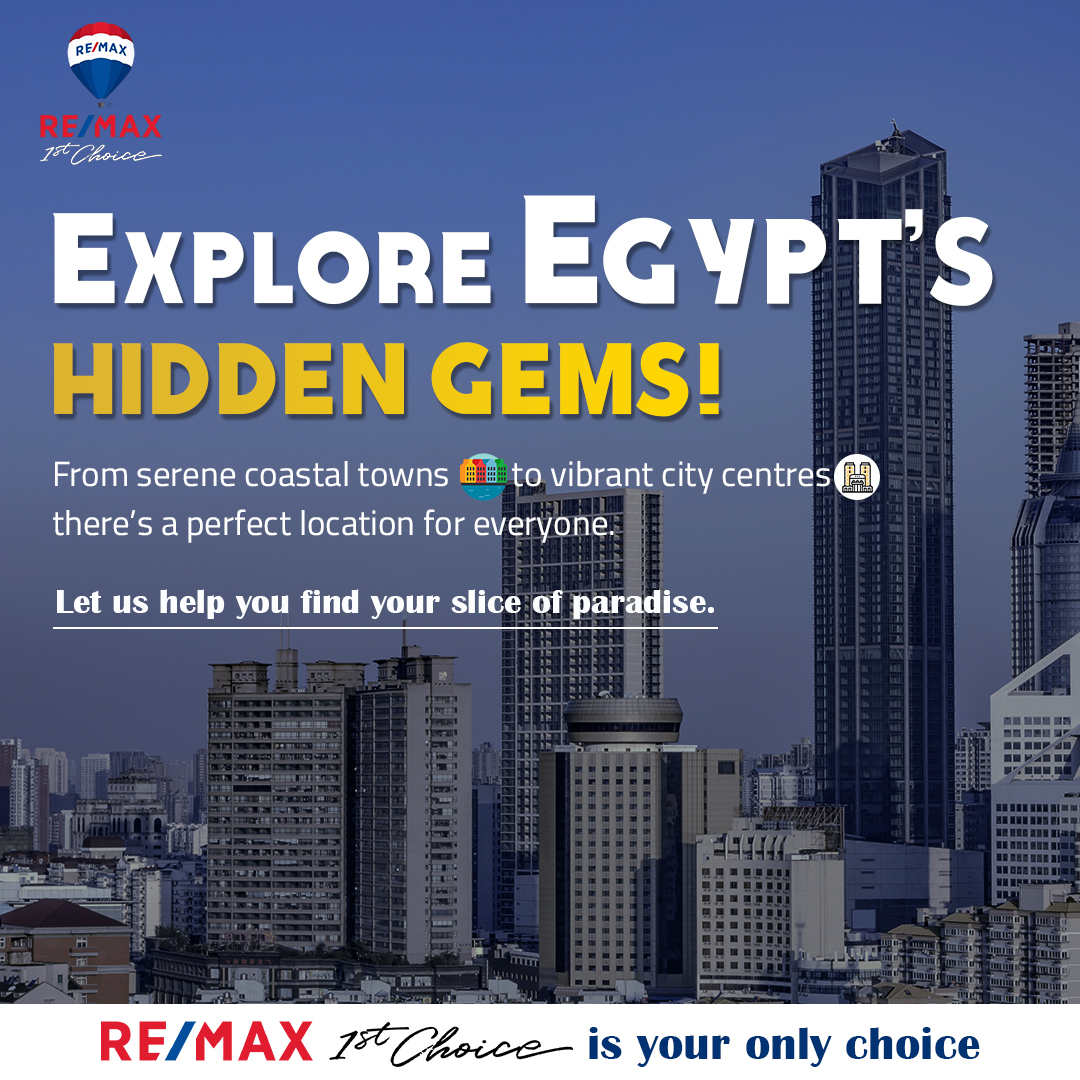 RE/MAX
RE/MAX
1st Choice
EXPLORE EGYPT'S
HIDDEN GEMS!
From serene coastal towns to vibrant city centres
there's a perfect location for everyone.
Let us help you find your slice of paradise.
RE/MAX 1st Choice is your only choice